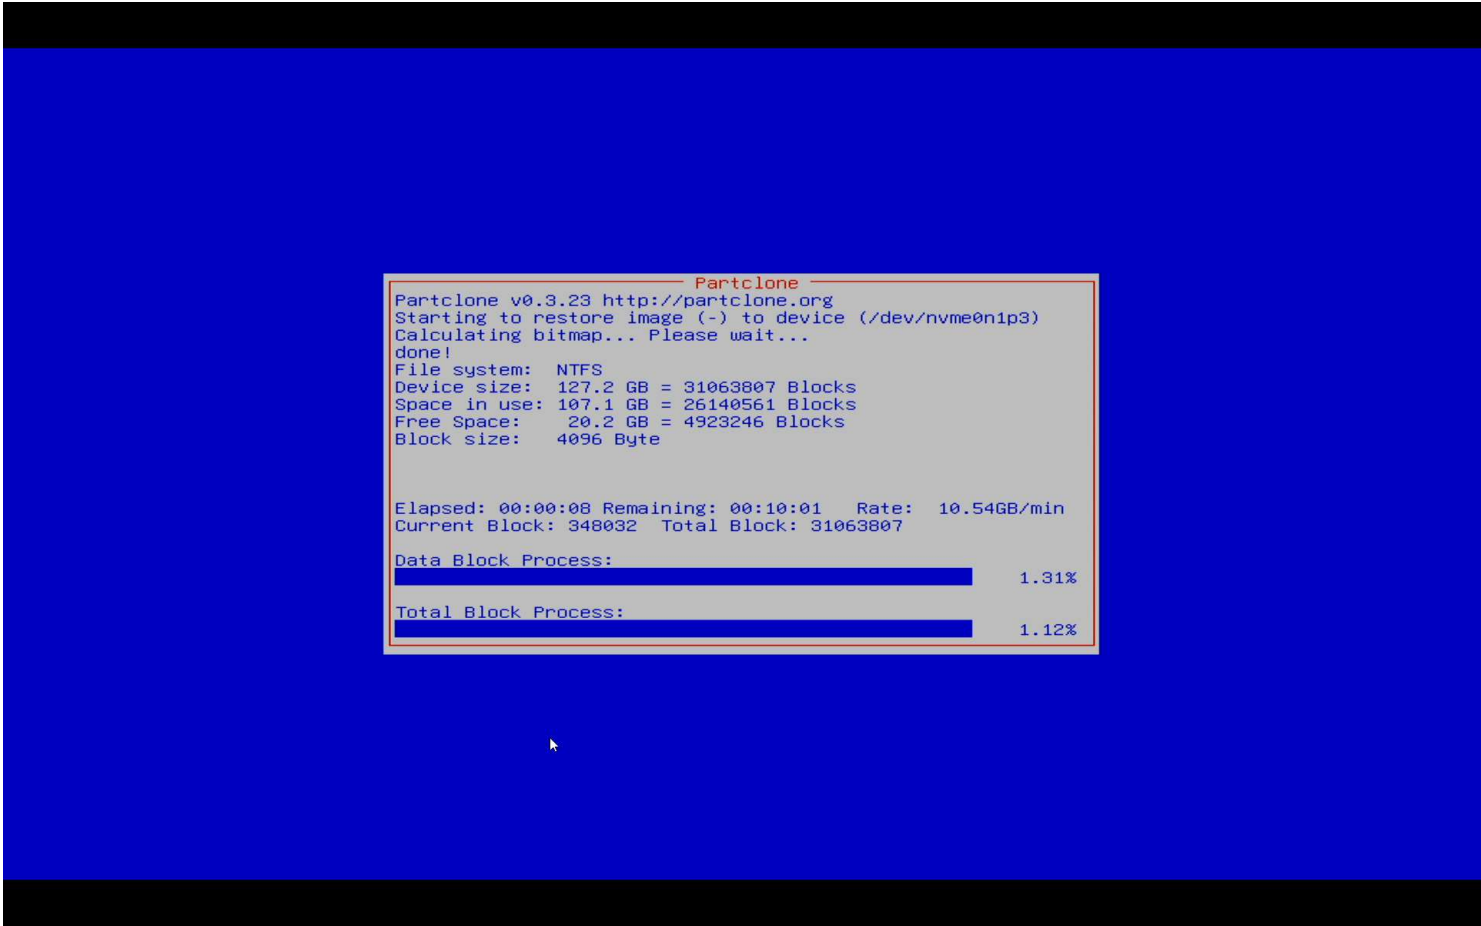 Partclone
Partclone v0.3.23 http://partclone.org
Starting to restore image (-) to device (/dev/nvme0n1p3)
Calculating bitmap... Please wait...
done!
File system:  NTFS
Device size:  127.2 GB = 31063807 Blocks
Space in use: 107.1 GB = 26140561 Blocks
Free Space:    20.2 GB = 4923246 Blocks
Block size:   4096 Byte
Elapsed: 00:00:08 Remaining: 00:10:01   Rate:  10.54GB/min
Current Block: 348032  Total Block: 31063807
Data Block Process:
1.31%
Total Block Process:
1.12%